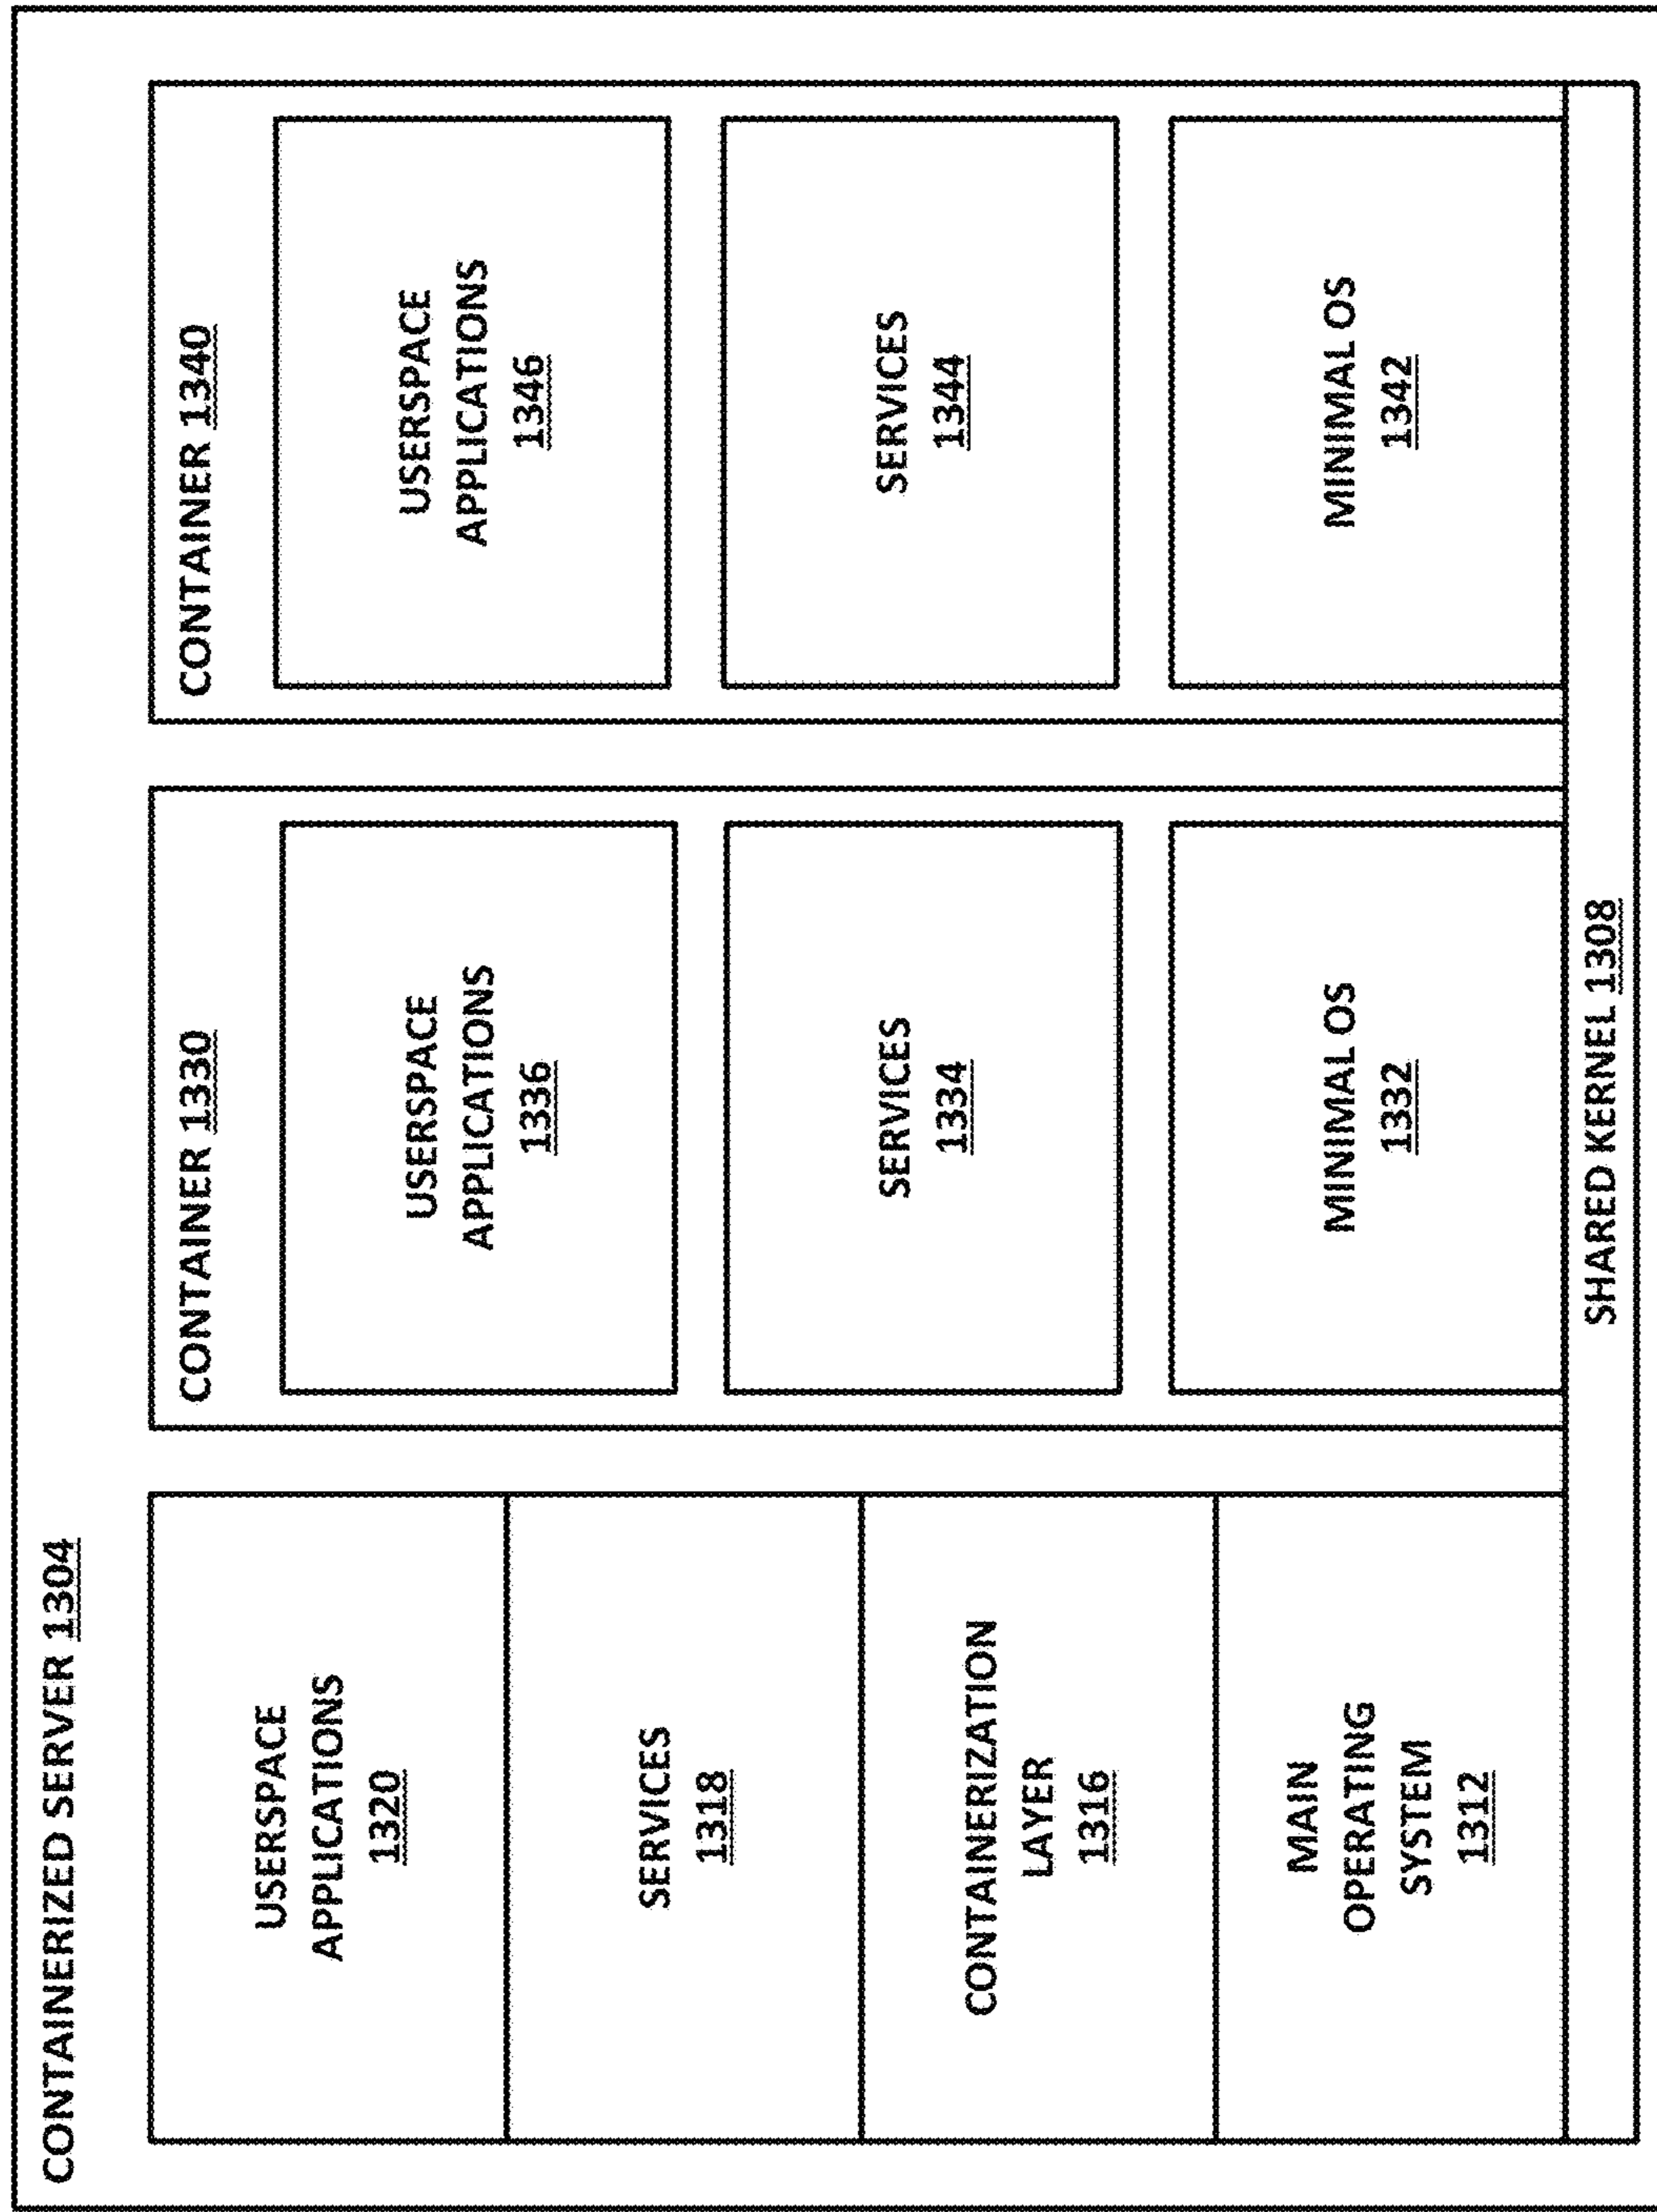 CONTAINERIZED SERVER 1304
USERSPACE
APPLICATIONS
1320
SERVICES
1318
CONTAINERIZATION
LAYER
1316
MAIN
OPERATING
SYSTEM
1312
CONTAINER 1330
USERSPACE
APPLICATIONS
1336
SERVICES
1334
MINIMAL OS
1332
CONTAINER 1340
USERSPACE
APPLICATIONS
1346
SERVICES
1344
MINIMAL OS
1342
SHARED KERNEL 1308